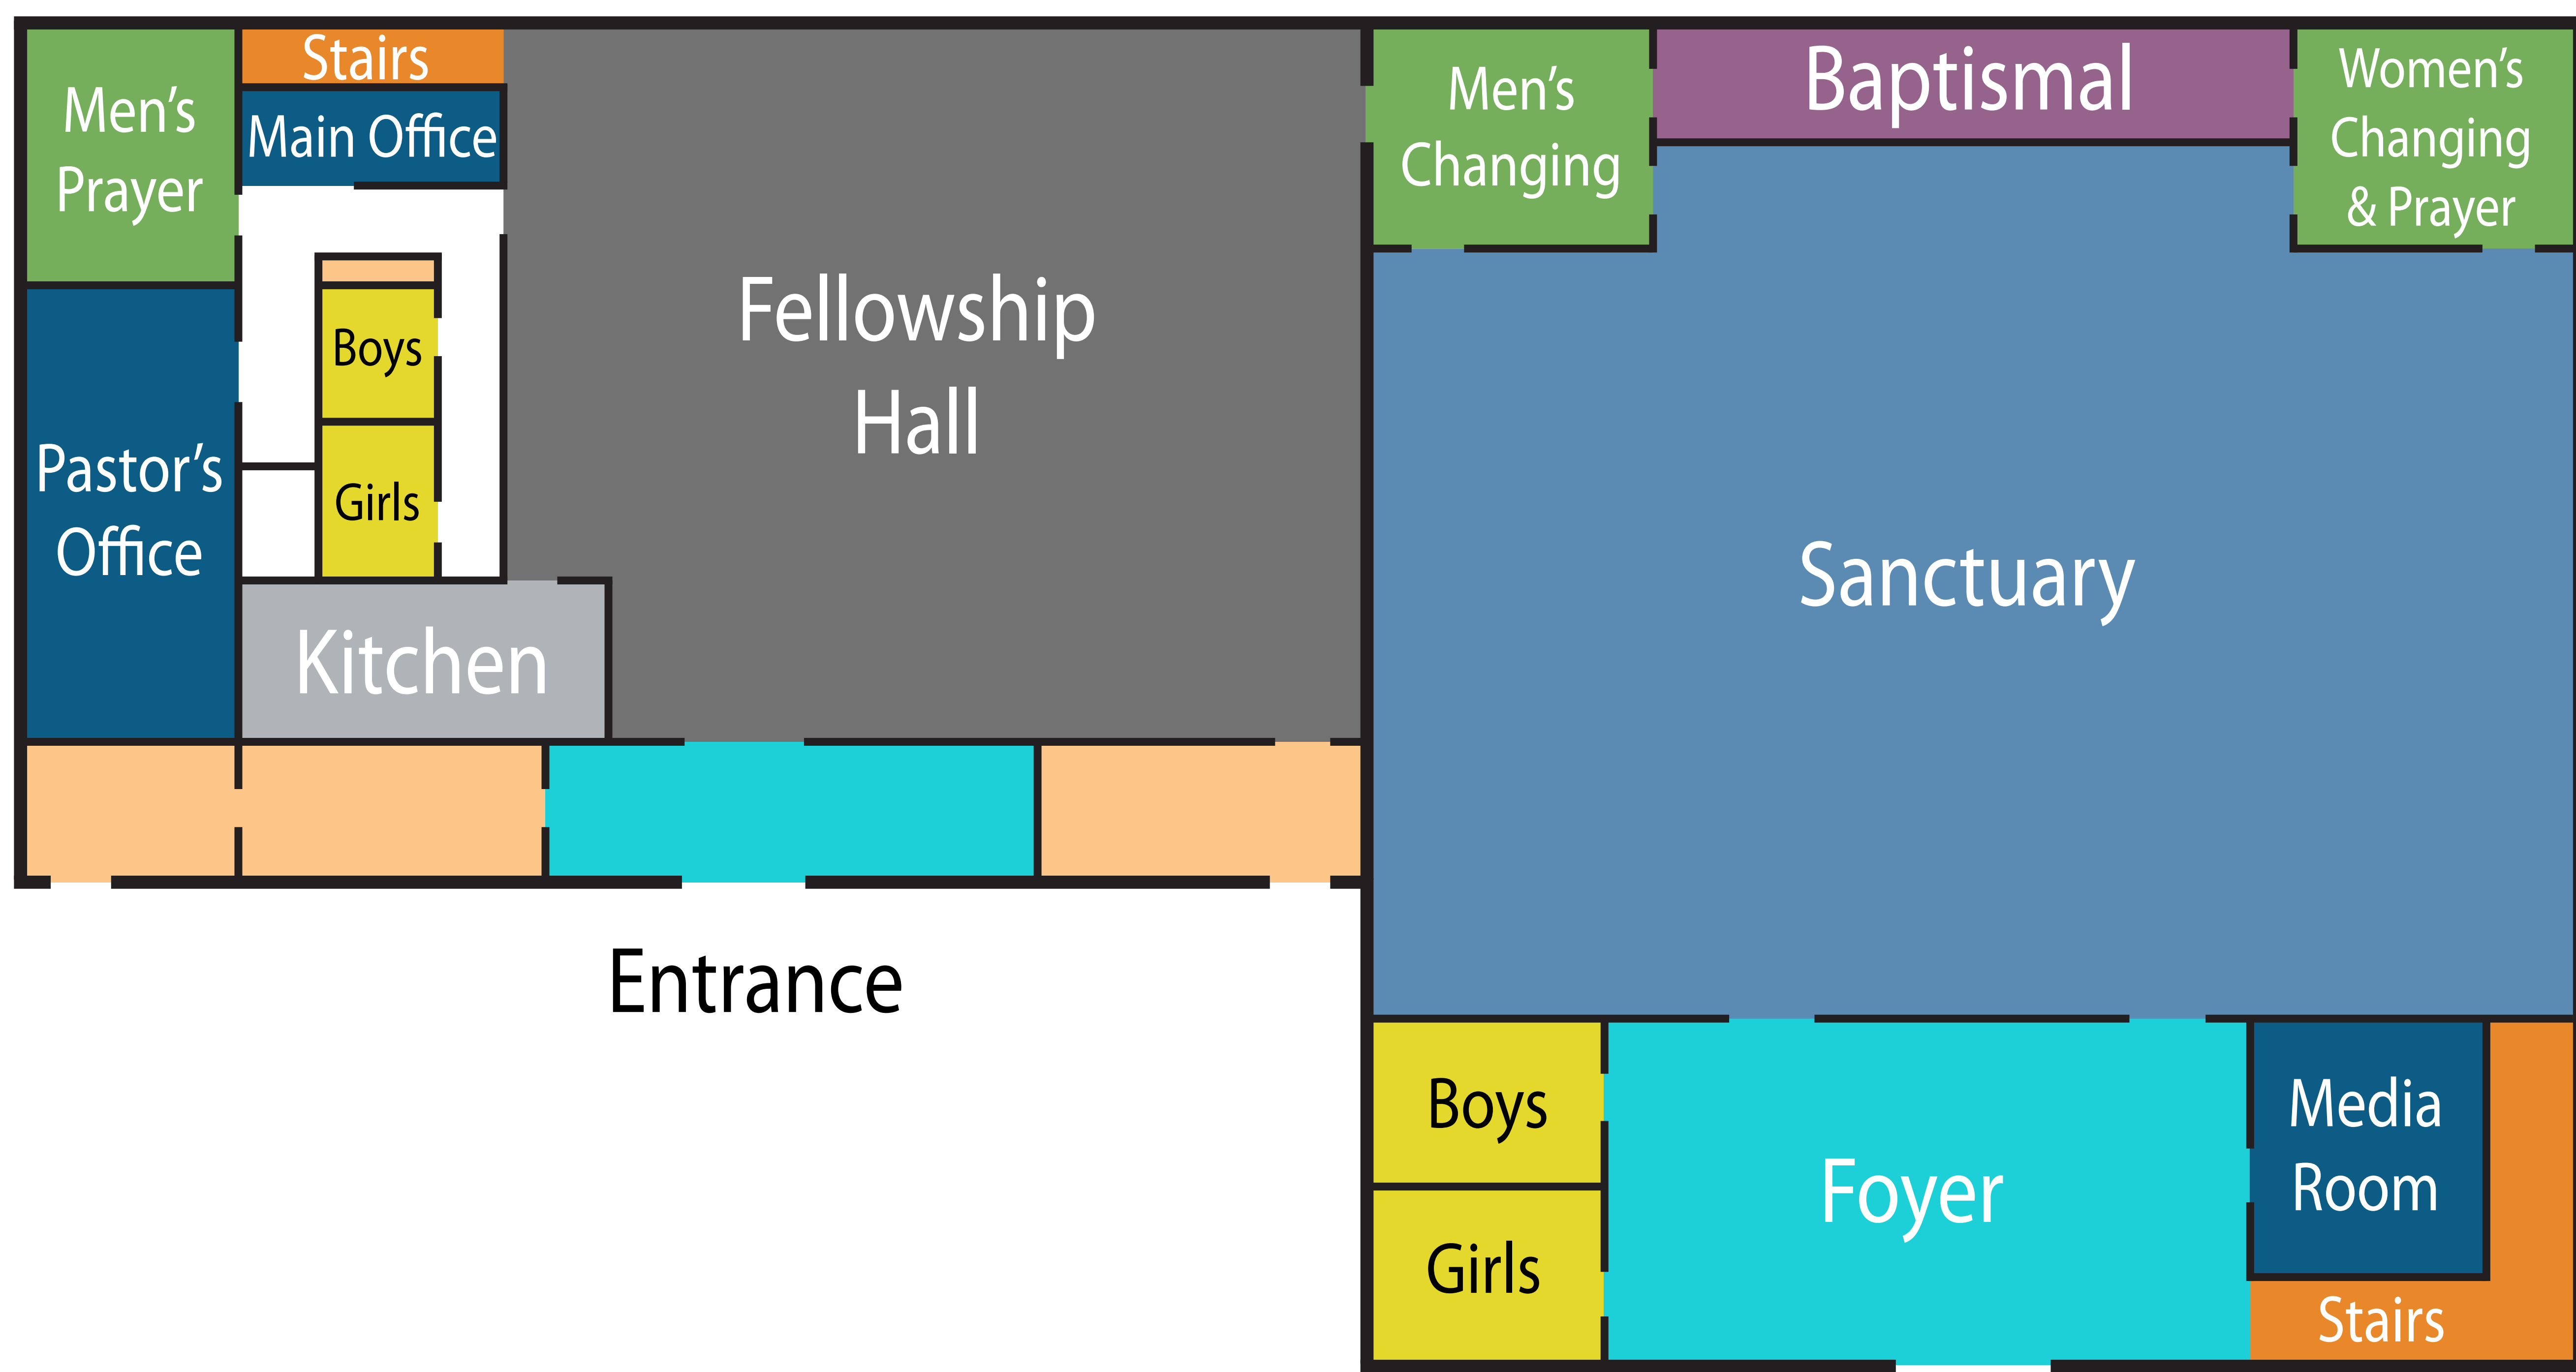 Men’s
Prayer
Stairs
Main Office
Boys
Girls
Pastor’s
Office
Kitchen
Fellowship
Hall
Entrance
Men’s
Changing
Baptismal
Women’s
Changing
& Prayer
Sanctuary
Boys
Girls
Foyer
Media
Room
Stairs